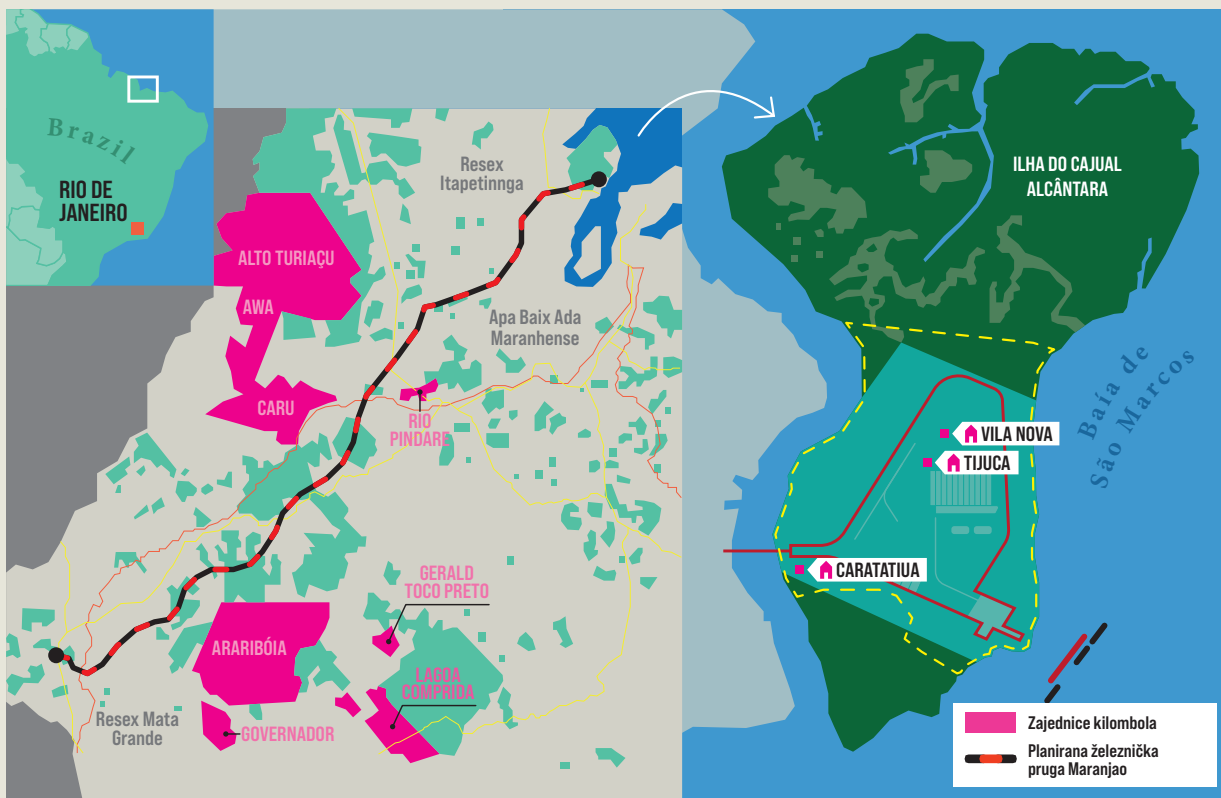 Brazil
RIO DE
JANEIRO
Resex
Itapetinnga
ALTO TURIAÇU
AWA
Apa Baix Ada
Maranhense
CARU
RIO
PINDARE
GERALD
TOCO PRETO
ARARIBÓIA
LAGOA
COMPRIDA
Resex Mata
Grande
GOVERNADOR
ILHA DO CAJUAL
ALCÂNTARA
Baía de
São Marcos
VILA NOVA
TIJUCA
CARATATIUA
Zajednice kilombola
Planirana železnička
pruga Maranjao